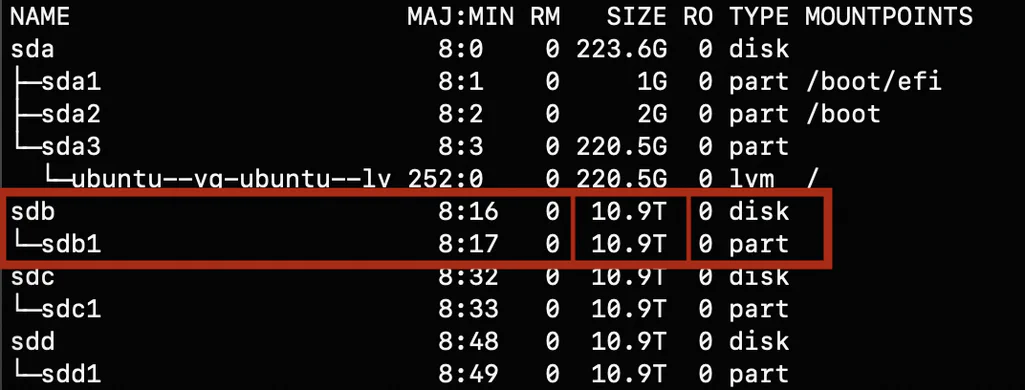 NAME MAJ:MIN RM SIZE RO TYPE MOUNTPOINTS
sda 8:0 0 223.6G 0 disk
├─sda1 8:1 0 1G 0 part /boot/efi
├─sda2 8:2 0 2G 0 part /boot
└─sda3 8:3 0 220.5G 0 part
└─ubuntu--vg-ubuntu--lv 252:0 0 220.5G 0 lvm /
sdb 8:16 0 10.9T 0 disk
└─sdb1 8:17 0 10.9T 0 part
sdc 8:32 0 10.9T 0 disk
└─sdc1 8:33 0 10.9T 0 part
sdd 8:48 0 10.9T 0 disk
└─sdd1 8:49 0 10.9T 0 part